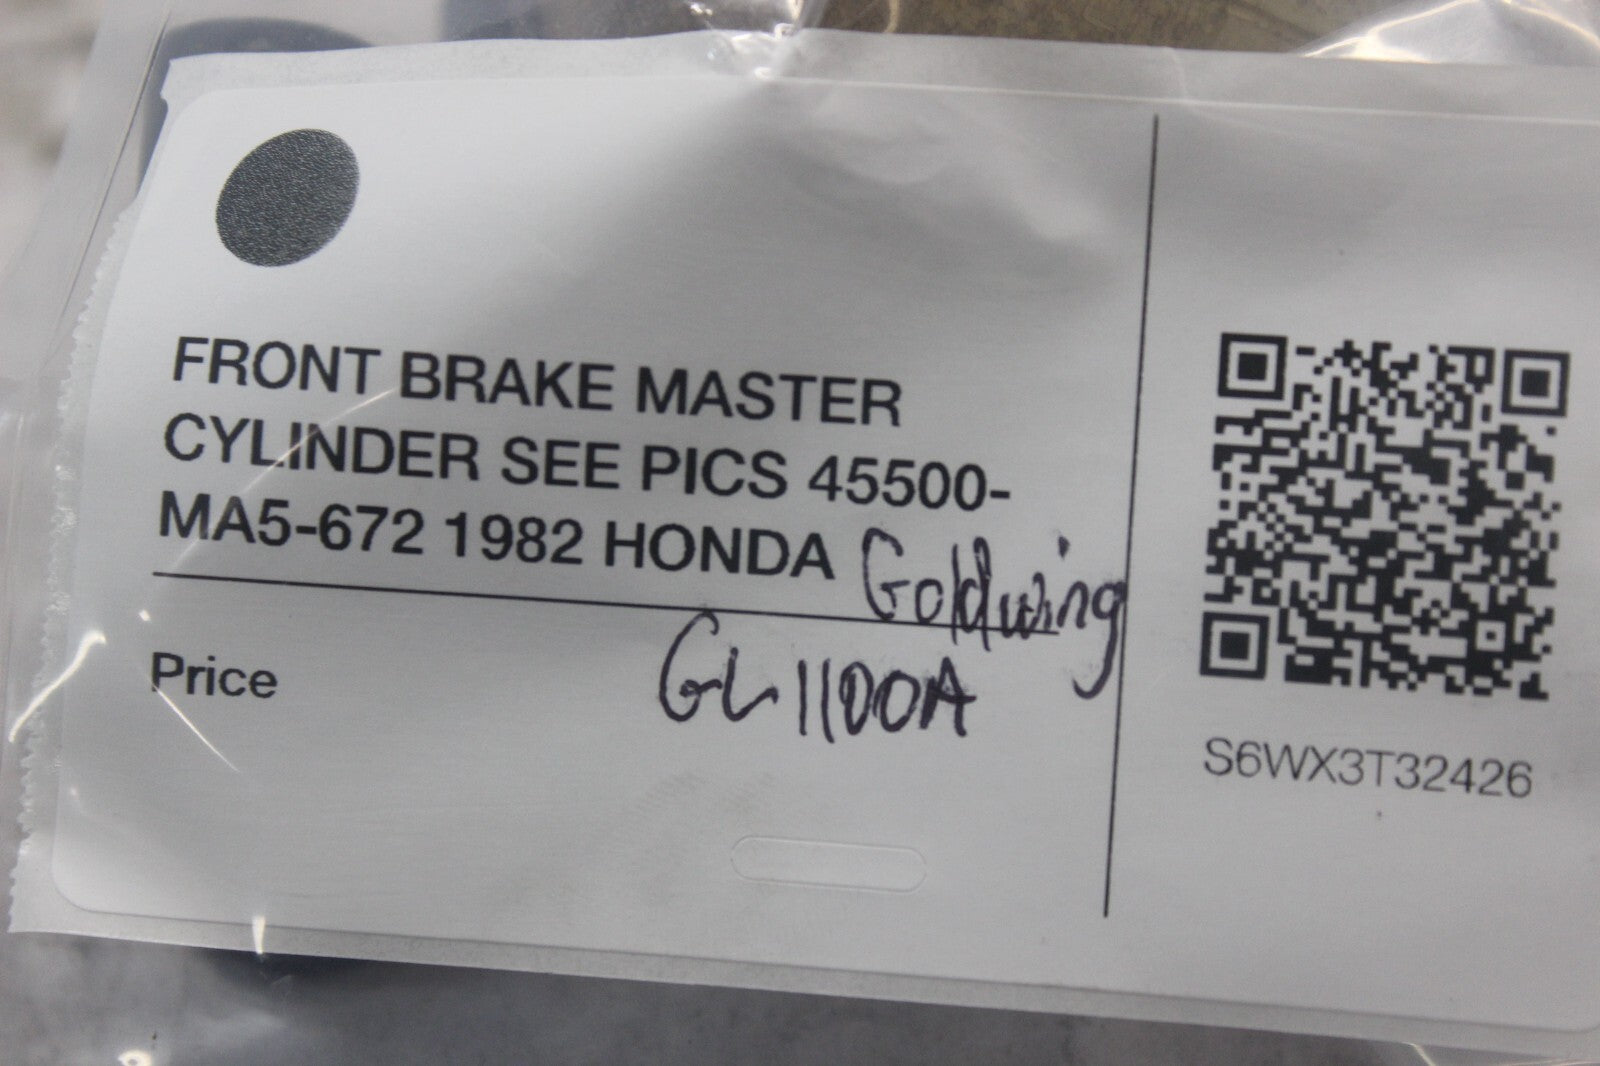 FRONT BRAKE MASTER
CYLINDER SEE PICS 45500-
MA5-672 1982 HONDA Goldwing
GL1100A
Price
S6WX3T32426